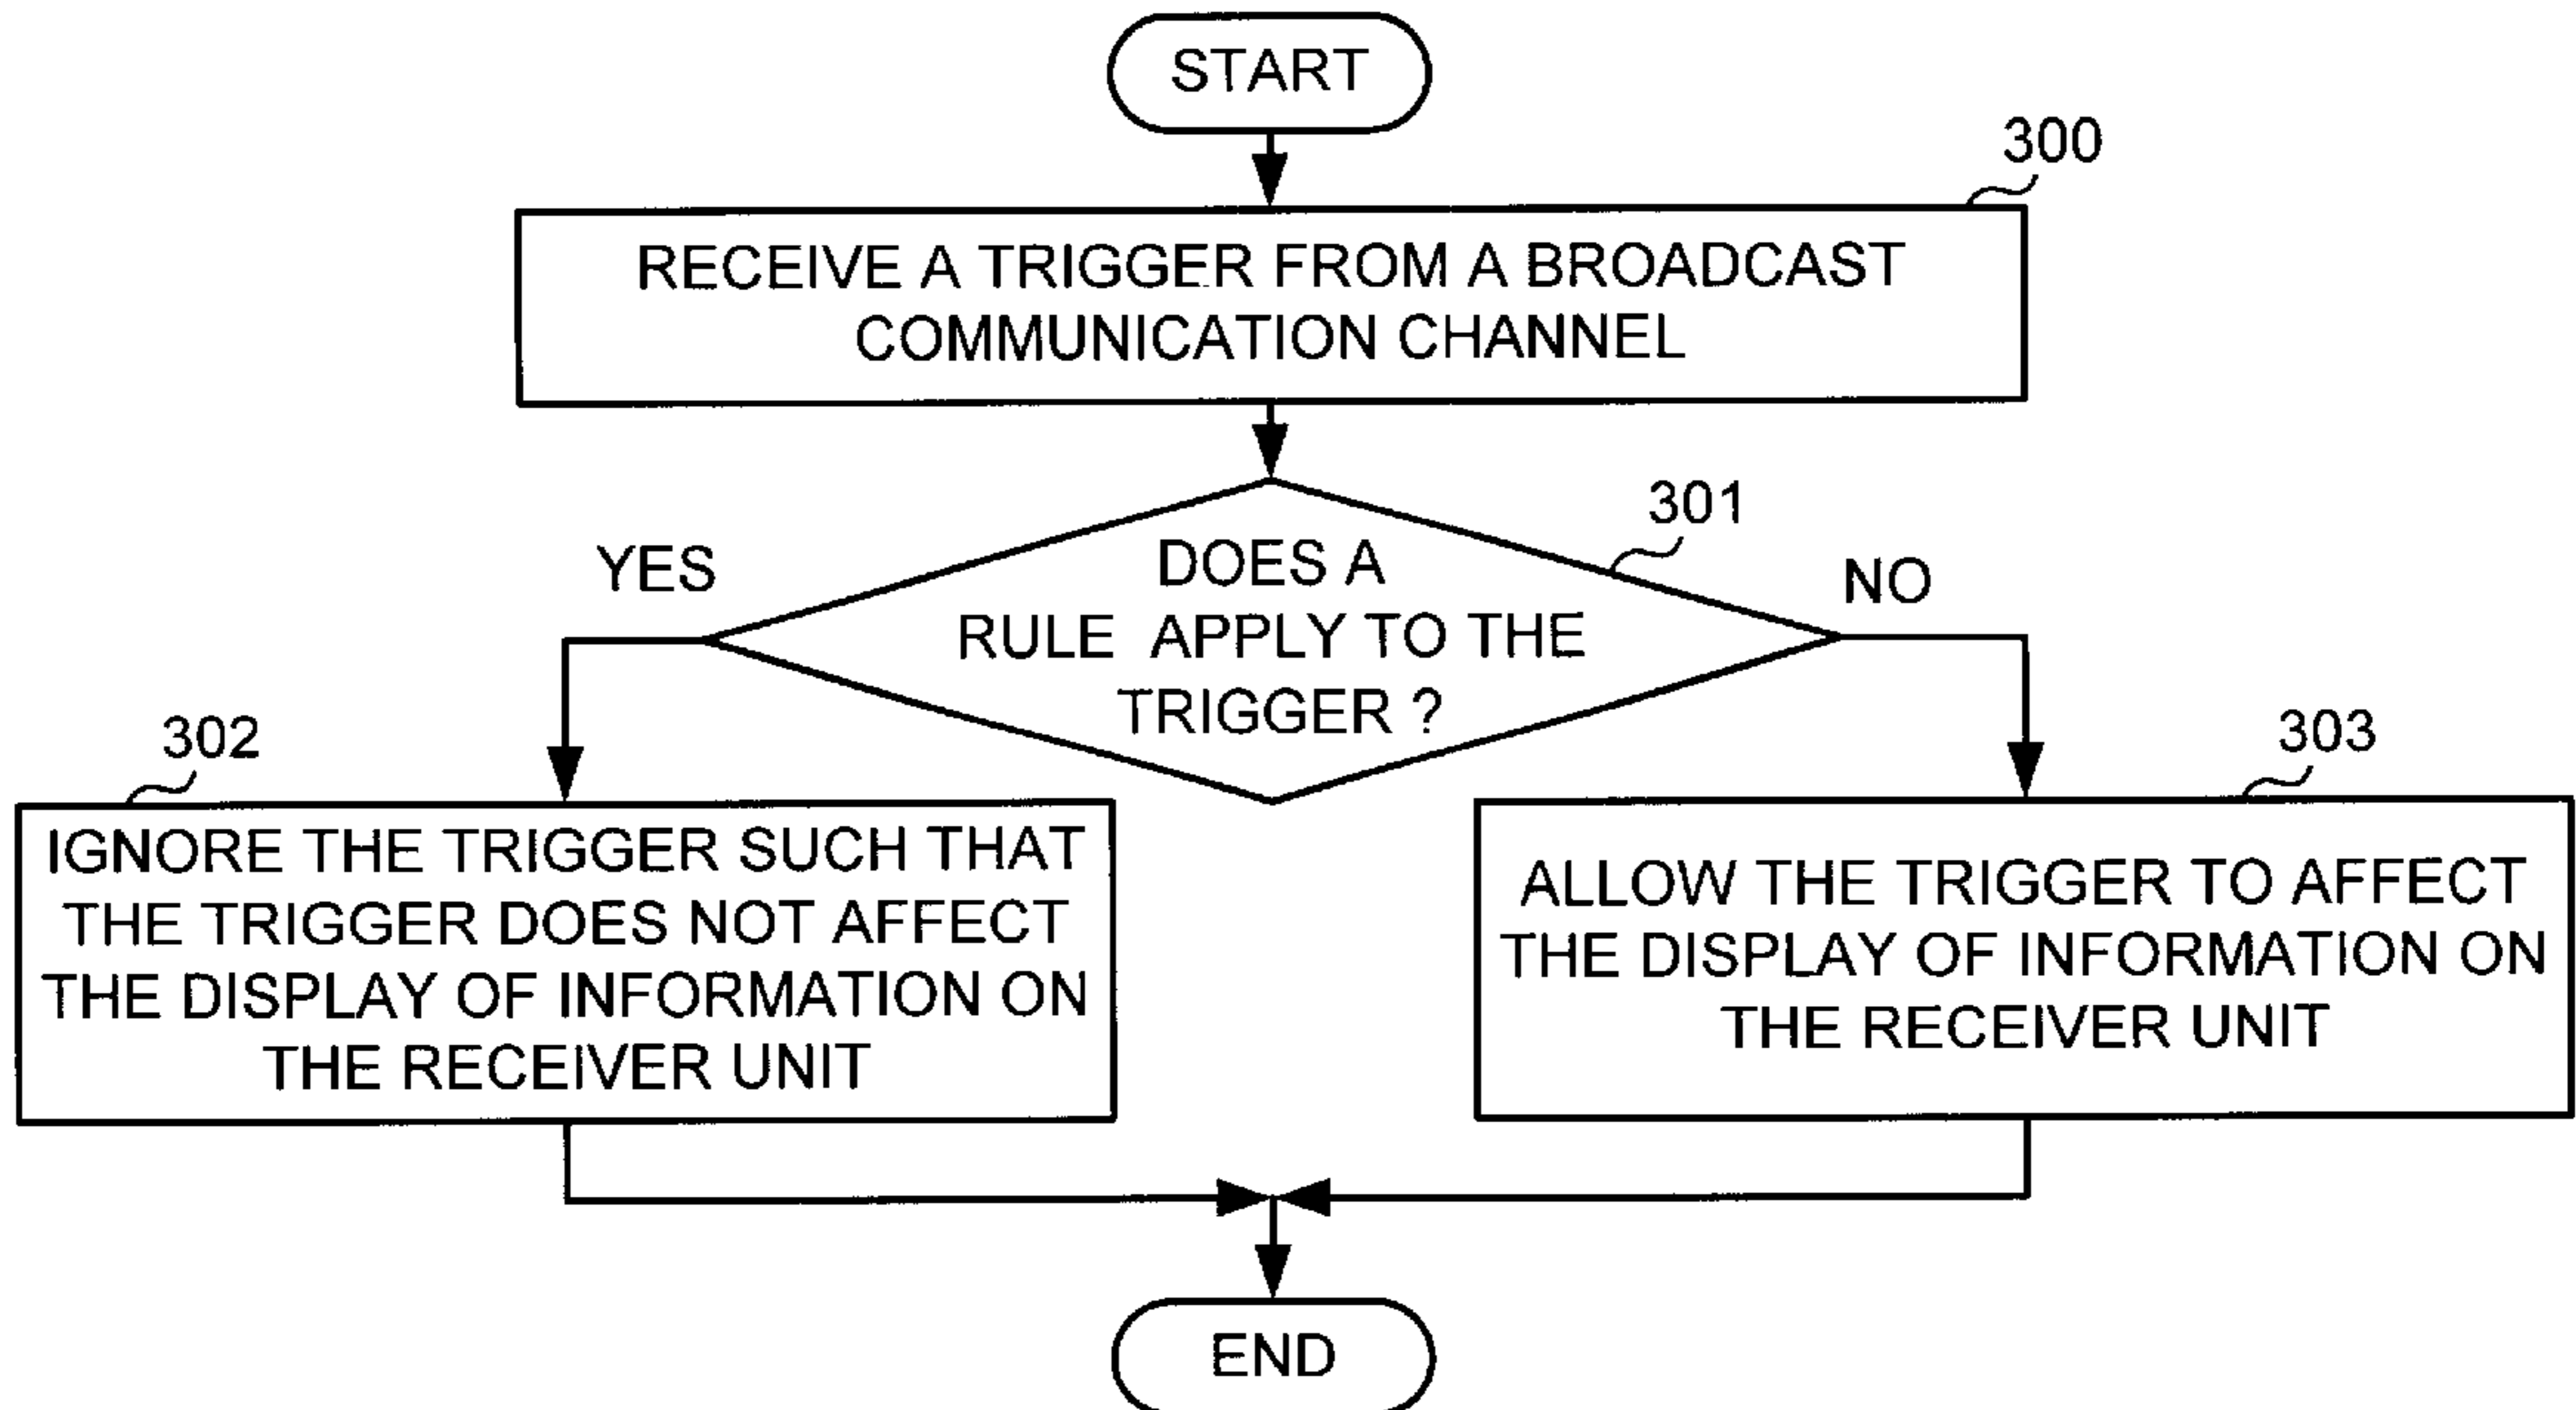 START
300
RECEIVE A TRIGGER FROM A BROADCAST
COMMUNICATION CHANNEL
301
DOES A
RULE APPLY TO THE
TRIGGER ?
YES
NO
302
IGNORE THE TRIGGER SUCH THAT
THE TRIGGER DOES NOT AFFECT
THE DISPLAY OF INFORMATION ON
THE RECEIVER UNIT
303
ALLOW THE TRIGGER TO AFFECT
THE DISPLAY OF INFORMATION ON
THE RECEIVER UNIT
END